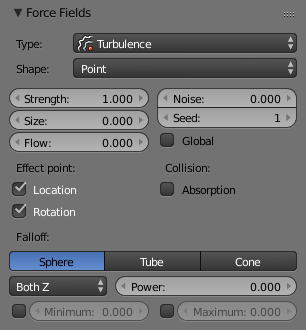 Force Fields
Type: Turbulence
Shape: Point
Strength: 1.000 Noise: 0.000
Size: 0.000 Seed: 1
Flow: 0.000 Global
Effect point: Collision:
Location Absorption
Rotation
Falloff:
Sphere Tube Cone
Both Z Power: 0.000
Minimum: 0.000 Maximum: 0.000